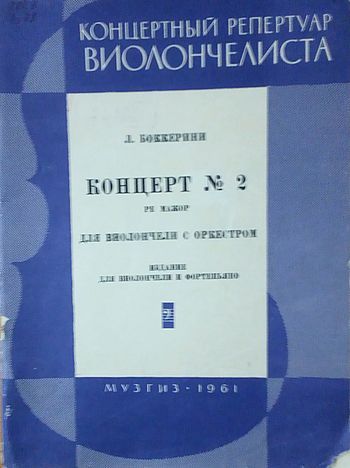 КОНЦЕРТНЫЙ РЕПЕРТУАР
ВИОЛОНЧЕЛИСТА
Л. БОККЕРИНИ
КОНЦЕРТ № 2
РЕ МАЖОР
ДЛЯ ВИОЛОНЧЕЛИ С ОРКЕСТРОМ
ИЗДАНИЕ
ДЛЯ ВИОЛОНЧЕЛИ И ФОРТЕПЬЯНО
МУЗГИЗ · 1961